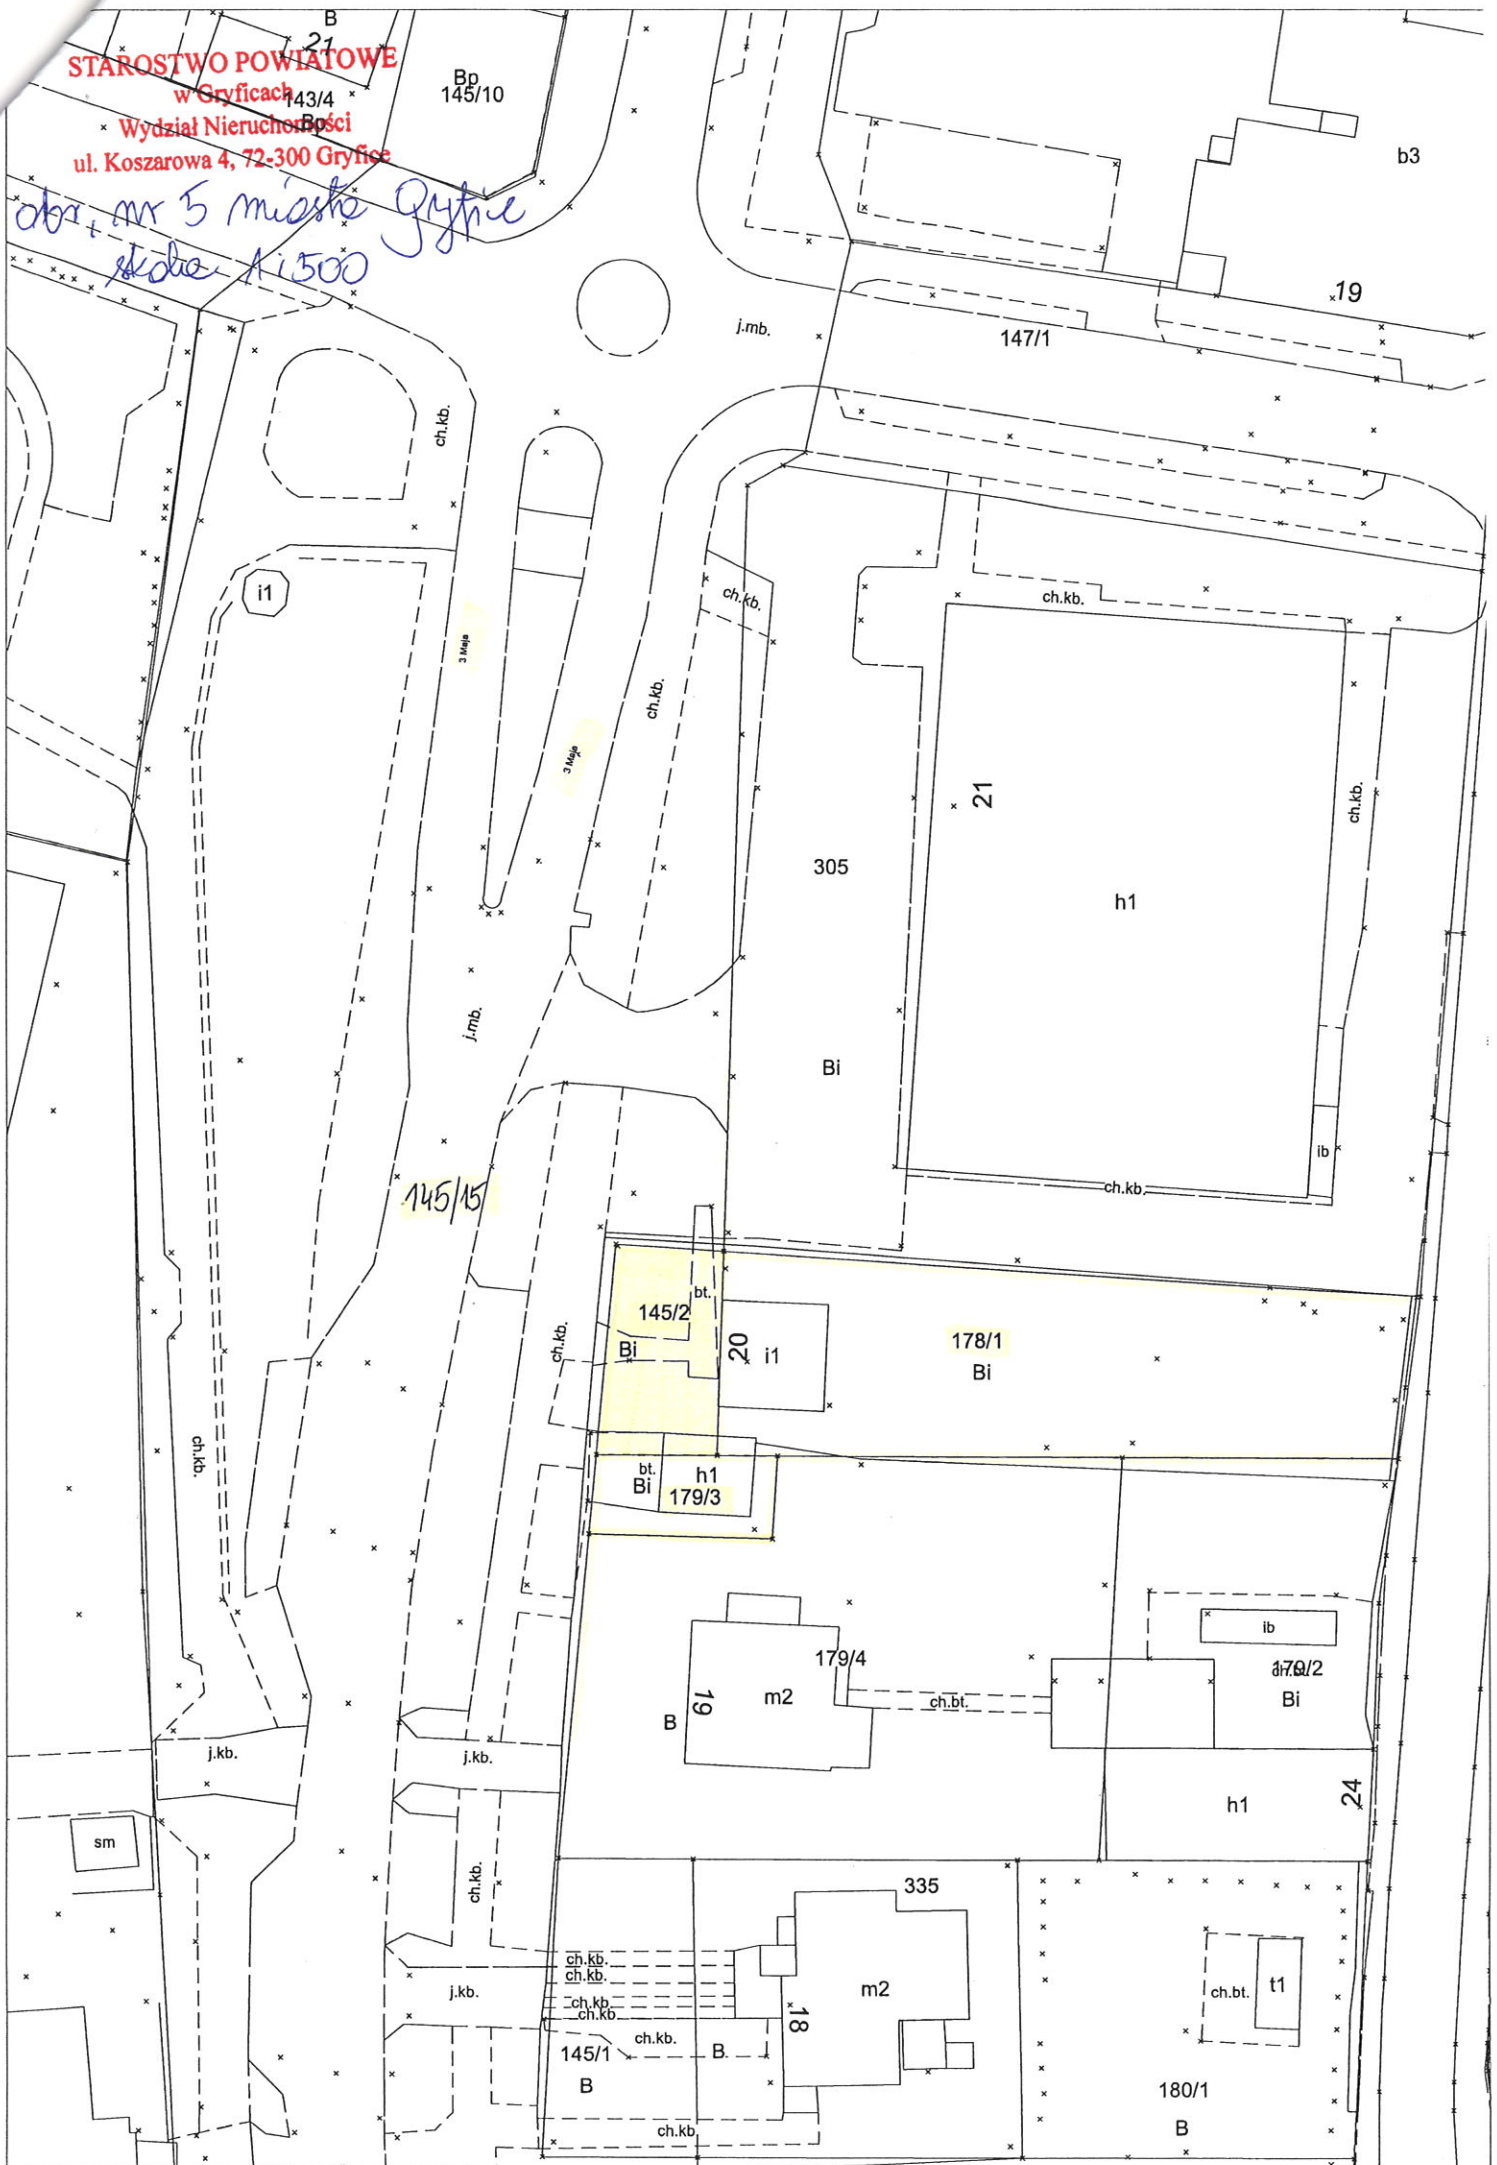 B
21
STAROSTWO POWIATOWE
w Gryficach
143/4
Bp
145/10
Wydział Nieruchomości
Bp
ul. Koszarowa 4, 72-300 Gryfice
b3
obr. nr 5 miasta Gryfice
skala 1:500
19
j.mb.
147/1
ch.kb.
i1
ch.kb.
ch.kb.
3 Maja
ch.kb.
3 Maja
21
ch.kb.
305
h1
j.mb.
Bi
ib
ch.kb.
145/15
bt.
145/2
ch.kb.
Bi
20
i1
178/1
Bi
ch.kb.
bt.
Bi
h1
179/3
ib
179/4
179/2
ch.bt.
Bi
m2
19
ch.bt.
B
j.kb.
j.kb.
24
h1
sm
ch.kb.
335
ch.kb.
ch.kb.
j.kb.
ch.kb.
ch.kb.
m2
18
ch.bt.
t1
ch.kb.
145/1
B
B
180/1
B
ch.kb.